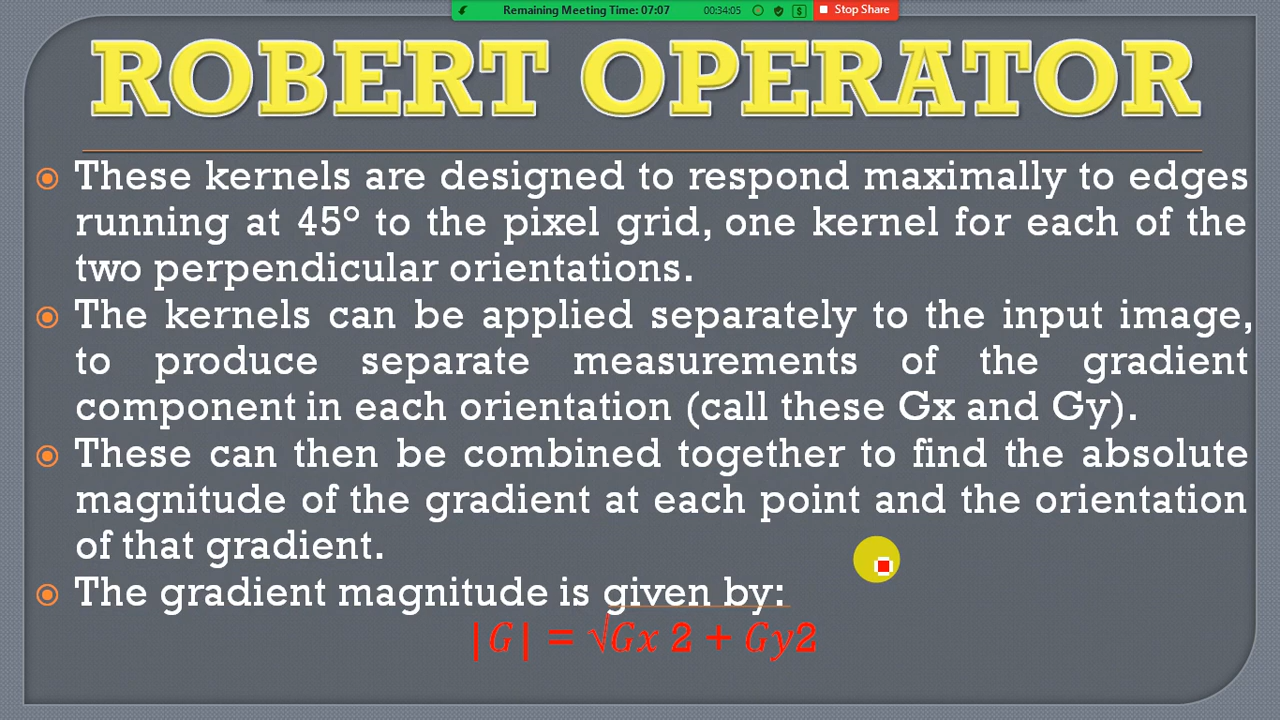 Remaining Meeting Time: 07:07 00:34:05 Stop Share
ROBERT OPERATOR
These kernels are designed to respond maximally to edges
running at 45° to the pixel grid, one kernel for each of the
two perpendicular orientations.
The kernels can be applied separately to the input image,
to produce separate measurements of the gradient
component in each orientation (call these Gx and Gy).
These can then be combined together to find the absolute
magnitude of the gradient at each point and the orientation
of that gradient.
The gradient magnitude is given by:
|G| = √Gx 2 + Gy2